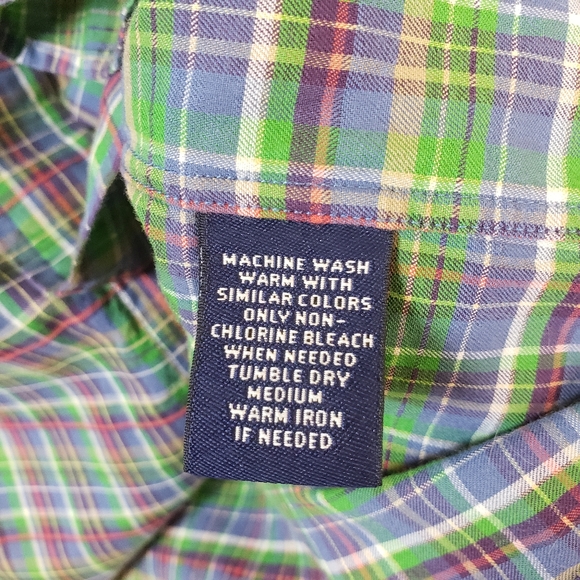 MACHINE WASH
WARM WITH
SIMILAR COLORS
ONLY NON-
CHLORINE BLEACH
WHEN NEEDED
TUMBLE DRY
MEDIUM
WARM IRON
IF NEEDED